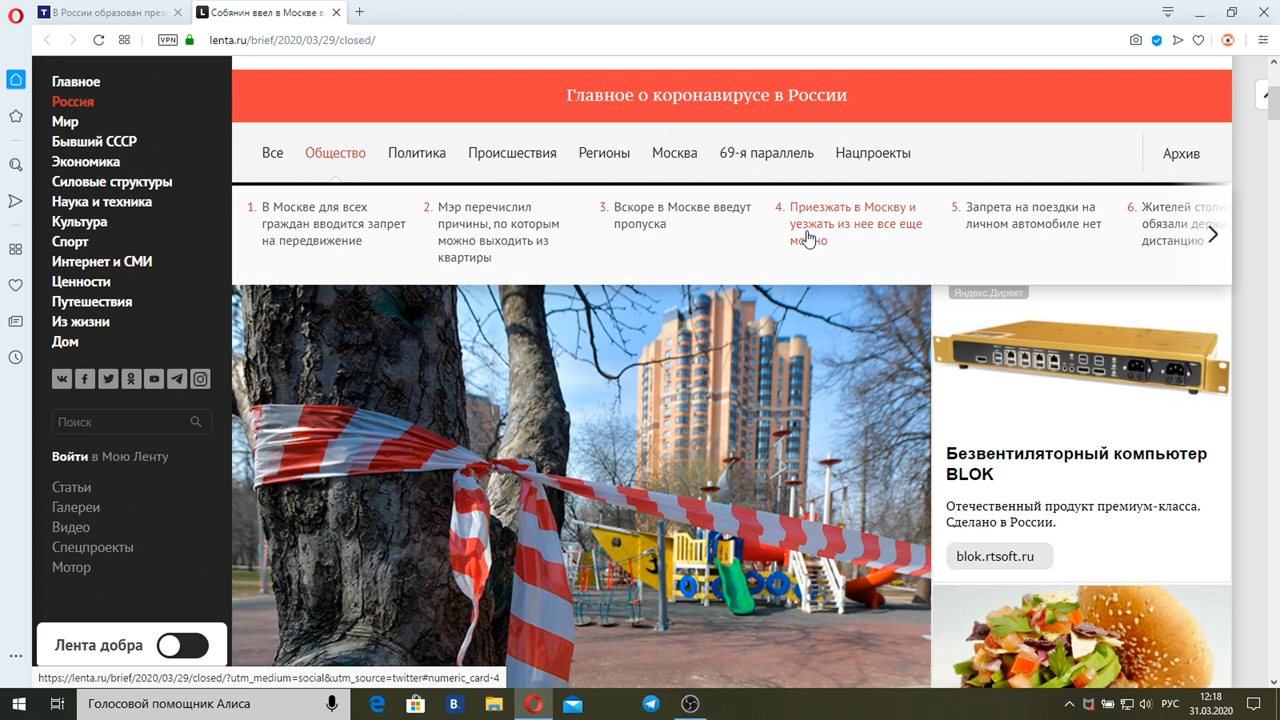 В России образован през
Собянин ввел в Москве в
VPN
lenta.ru/brief/2020/03/29/closed/
Главное
Россия
Мир
Бывший СССР
Экономика
Силовые структуры
Наука и техника
Культура
Спорт
Интернет и СМИ
Ценности
Путешествия
Из жизни
Дом
Поиск
Войти в Мою Ленту
Статьи
Галереи
Видео
Спецпроекты
Мотор
Лента добра
Главное о коронавирусе в России
Все Общество Политика Происшествия Регионы Москва 69-я параллель Нацпроекты Архив
1. В Москве для всех
граждан вводится запрет
на передвижение
2. Мэр перечислил
причины, по которым
можно выходить из
квартиры
3. Вскоре в Москве введут
пропуска
4. Приезжать в Москву и
уезжать из нее все еще
можно
5. Запрета на поездки на
личном автомобиле нет
6. Жителей столи
обязали держа
дистанцию
Яндекс.Директ
Безвентиляторный компьютер
BLOK
Отечественный продукт премиум-класса.
Сделано в России.
blok.rtsoft.ru
https://lenta.ru/brief/2020/03/29/closed/?utm_medium=social&utm_source=twitter#numeric_card-4
Голосовой помощник Алиса
РУС
12:18
31.03.2020